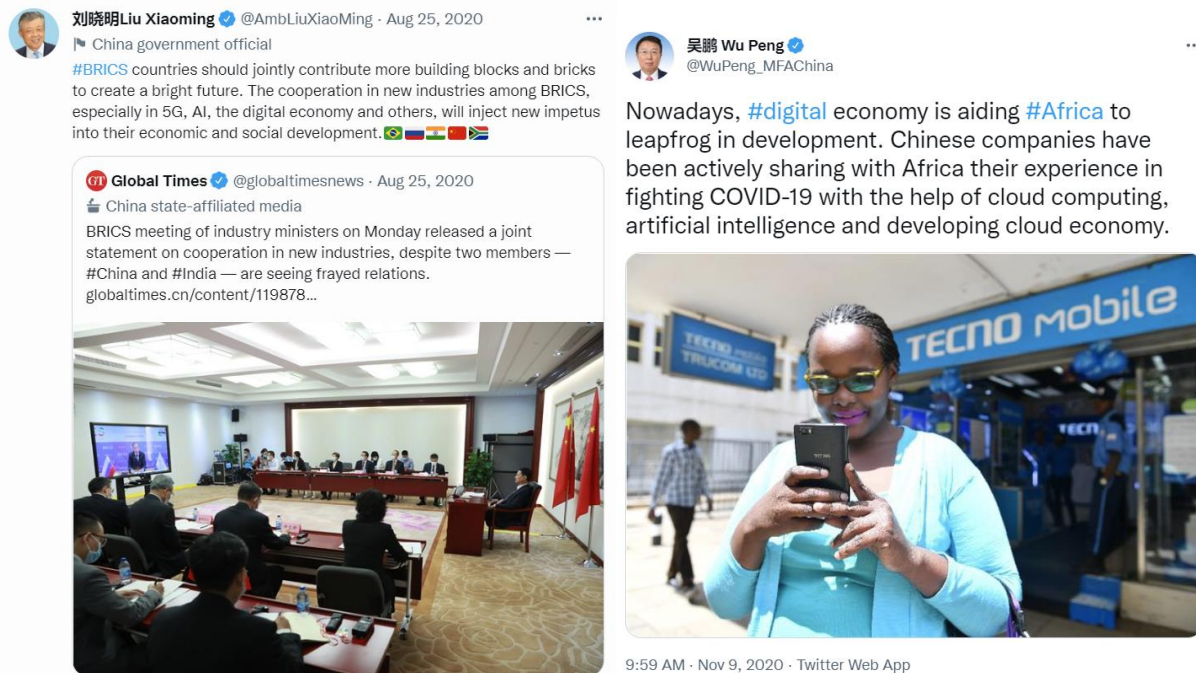 刘晓明Liu Xiaoming @AmbLiuXiaoMing · Aug 25, 2020
China government official
#BRICS countries should jointly contribute more building blocks and bricks
to create a bright future. The cooperation in new industries among BRICS,
especially in 5G, AI, the digital economy and others, will inject new impetus
into their economic and social development.🇧🇷🇷🇺🇮🇳🇨🇳🇿🇦
GT Global Times @globaltimesnews · Aug 25, 2020
China state-affiliated media
BRICS meeting of industry ministers on Monday released a joint
statement on cooperation in new industries, despite two members —
#China and #India — are seeing frayed relations.
globaltimes.cn/content/119878...
吴鹏 Wu Peng
@WuPeng_MFAChina
Nowadays, #digital economy is aiding #Africa to
leapfrog in development. Chinese companies have
been actively sharing with Africa their experience in
fighting COVID-19 with the help of cloud computing,
artificial intelligence and developing cloud economy.
TECNO mobile
TECNO mobile
TRUCOM LTD
TECN
9:59 AM · Nov 9, 2020 · Twitter Web App